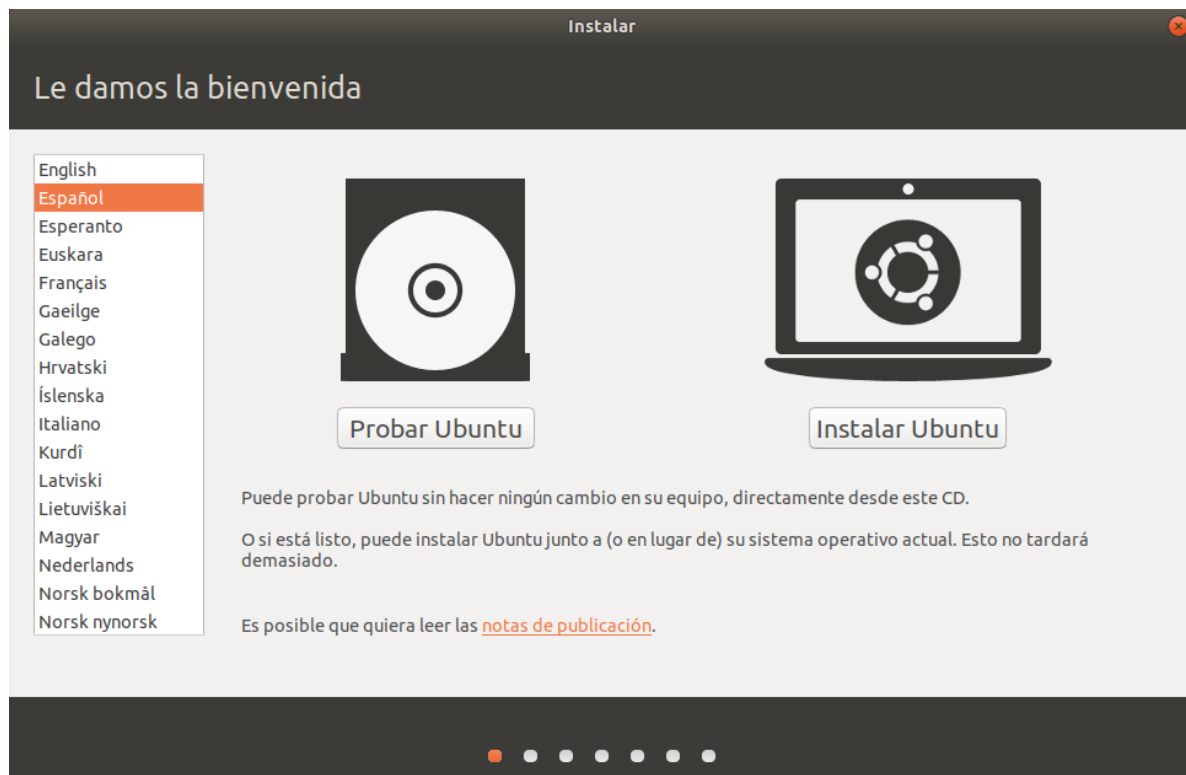 Instalar
Le damos la bienvenida
English
Español
Esperanto
Euskara
Français
Gaeilge
Galego
Hrvatski
Íslenska
Italiano
Kurdî
Latviski
Lietuviškai
Magyar
Nederlands
Norsk bokmål
Norsk nynorsk
Probar Ubuntu
Instalar Ubuntu
Puede probar Ubuntu sin hacer ningún cambio en su equipo, directamente desde este CD.
O si está listo, puede instalar Ubuntu junto a (o en lugar de) su sistema operativo actual. Esto no tardará
demasiado.
Es posible que quiera leer las notas de publicación.